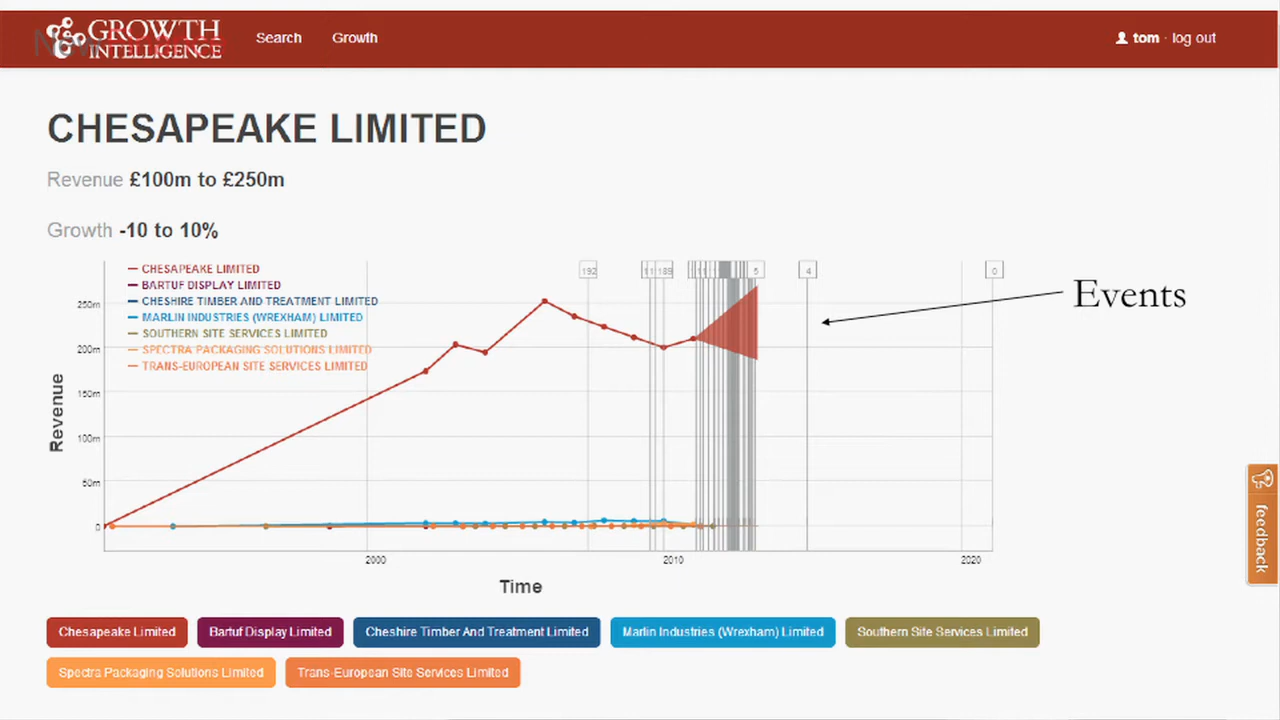 GROWTH
INTELLIGENCE
Search Growth
tom · log out
CHESAPEAKE LIMITED
Revenue £100m to £250m
Growth -10 to 10%
CHESAPEAKE LIMITED
BARTUF DISPLAY LIMITED
CHESHIRE TIMBER AND TREATMENT LIMITED
MARLIN INDUSTRIES (WREXHAM) LIMITED
SOUTHERN SITE SERVICES LIMITED
SPECTRA PACKAGING SOLUTIONS LIMITED
TRANS-EUROPEAN SITE SERVICES LIMITED
192 189 5 4 0
Events
250m
200m
150m
100m
50m
0
Revenue
2000 2010 2020
Time
feedback
Chesapeake Limited Bartuf Display Limited Cheshire Timber And Treatment Limited Marlin Industries (Wrexham) Limited Southern Site Services Limited
Spectra Packaging Solutions Limited Trans-European Site Services Limited